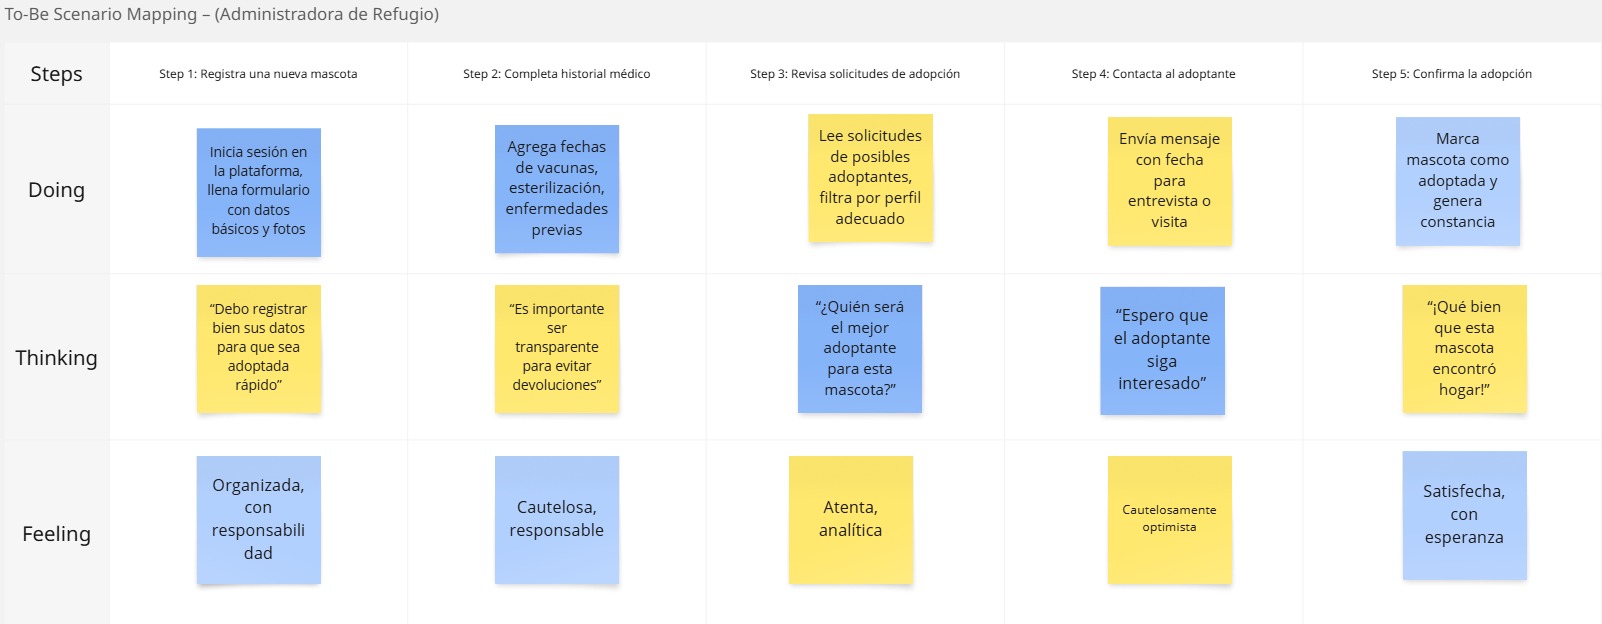 To-Be Scenario Mapping – (Administradora de Refugio)
Steps
Step 1: Registra una nueva mascota
Step 2: Completa historial médico
Step 3: Revisa solicitudes de adopción
Step 4: Contacta al adoptante
Step 5: Confirma la adopción
Doing
Inicia sesión en
la plataforma,
llena formulario
con datos
básicos y fotos
Agrega fechas
de vacunas,
esterilización,
enfermedades
previas
Lee solicitudes
de posibles
adoptantes,
filtra por perfil
adecuado
Envía mensaje
con fecha
para
entrevista o
visita
Marca
mascota como
adoptada y
genera
constancia
Thinking
“Debo registrar
bien sus datos
para que sea
adoptada
rápido”
“Es importante
ser
transparente
para evitar
devoluciones”
“¿Quién será
el mejor
adoptante
para esta
mascota?”
“Espero que
el adoptante
siga
interesado”
“¡Qué bien
que esta
mascota
encontró
hogar!”
Feeling
Organizada,
con
responsabili
dad
Cautelosa,
responsable
Atenta,
analítica
Cautelosamente
optimista
Satisfecha,
con
esperanza